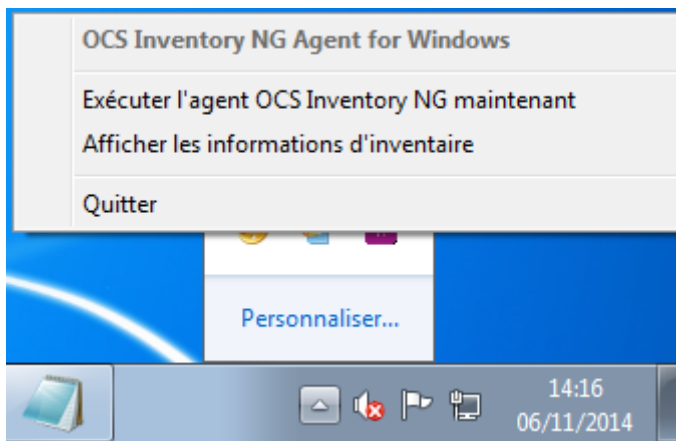 OCS Inventory NG Agent for Windows
Exécuter l'agent OCS Inventory NG maintenant
Afficher les informations d'inventaire
Quitter
Personnaliser...
14:16
06/11/2014